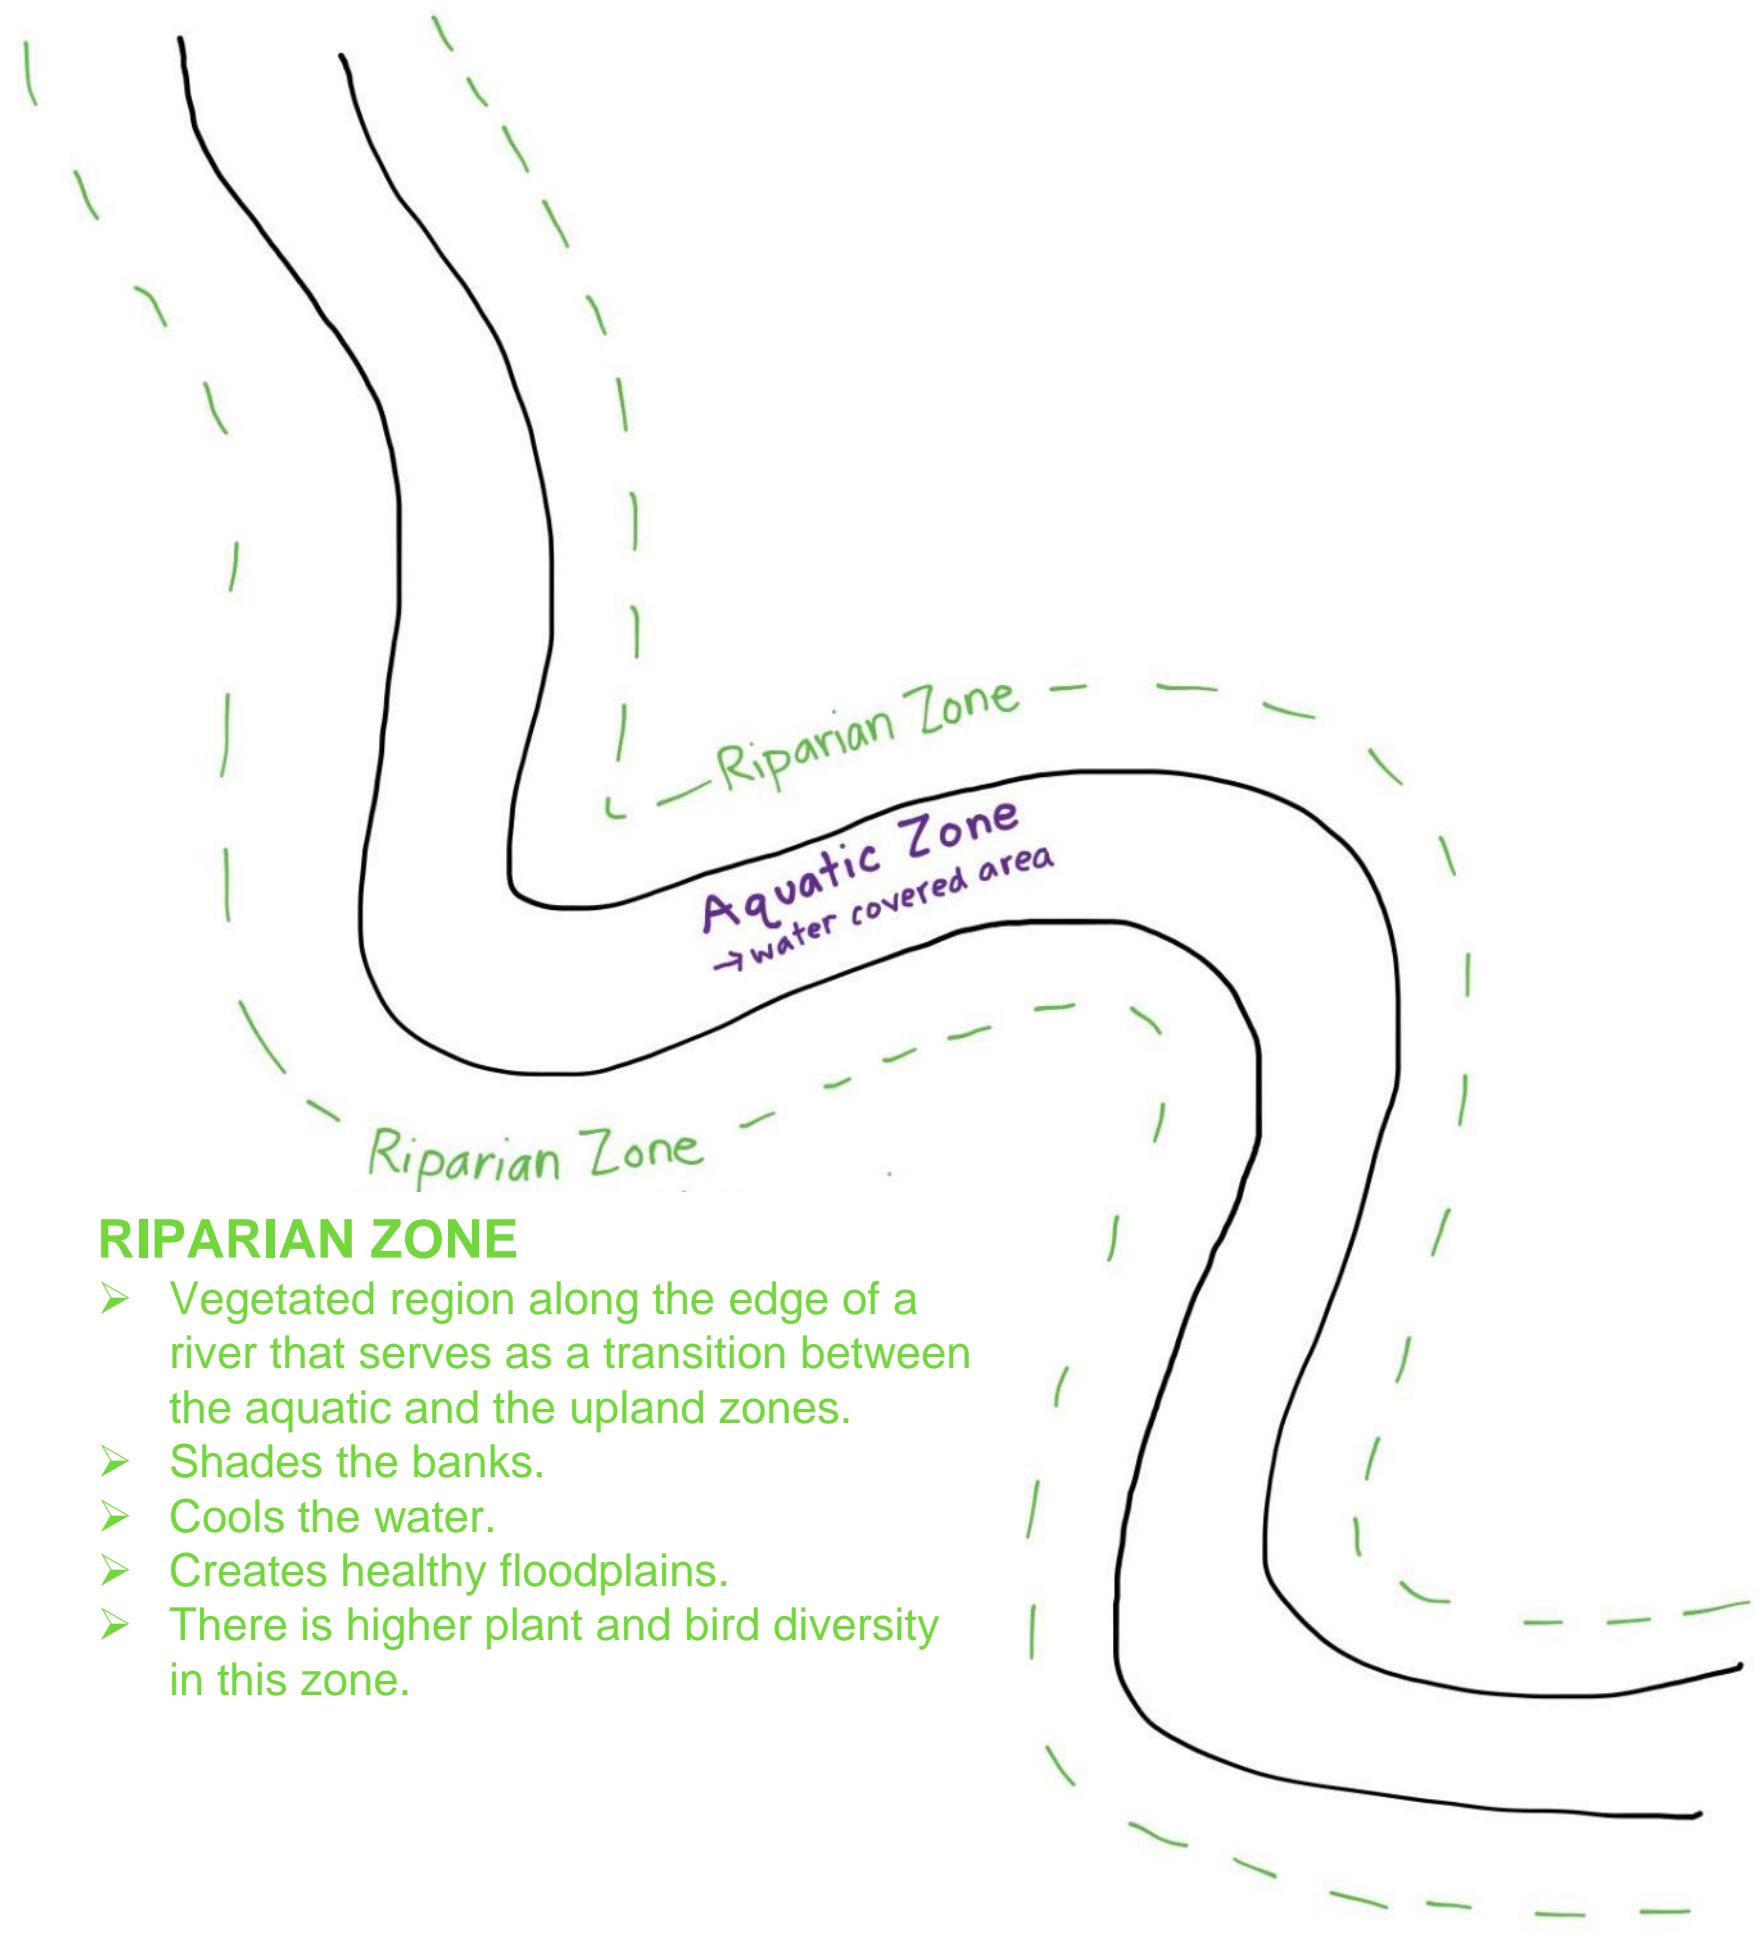 Riparian Zone
Aquatic Zone
→ water covered area
Riparian Zone
RIPARIAN ZONE
➢ Vegetated region along the edge of a
river that serves as a transition between
the aquatic and the upland zones.
➢ Shades the banks.
➢ Cools the water.
➢ Creates healthy floodplains.
➢ There is higher plant and bird diversity
in this zone.